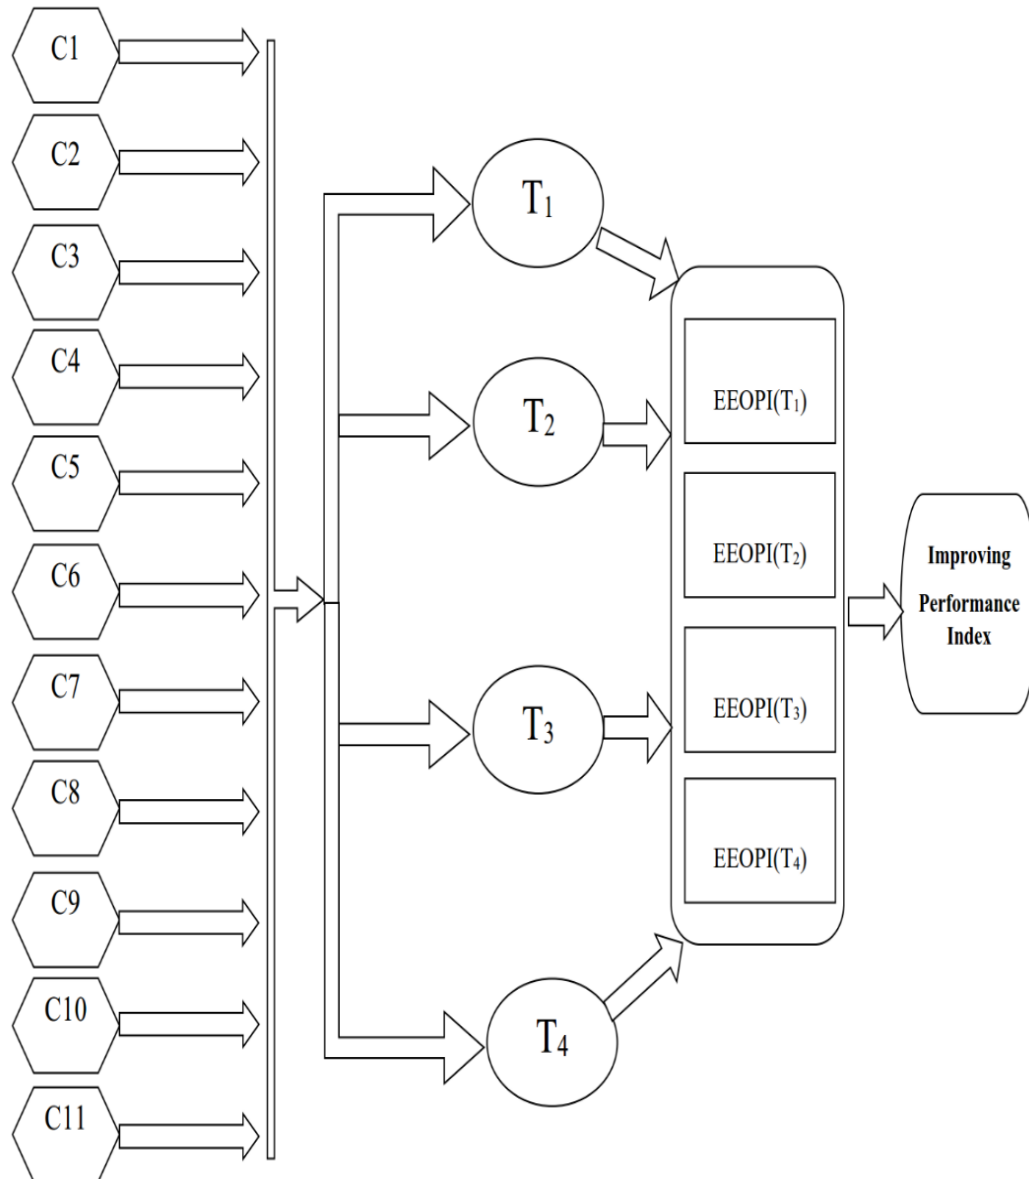 C1
C2
C3
C4
C5
C6
C7
C8
C9
C10
C11
T₁
T₂
T₃
T₄
EEOPI(T₁)
EEOPI(T₂)
EEOPI(T₃)
EEOPI(T₄)
Improving
Performance
Index